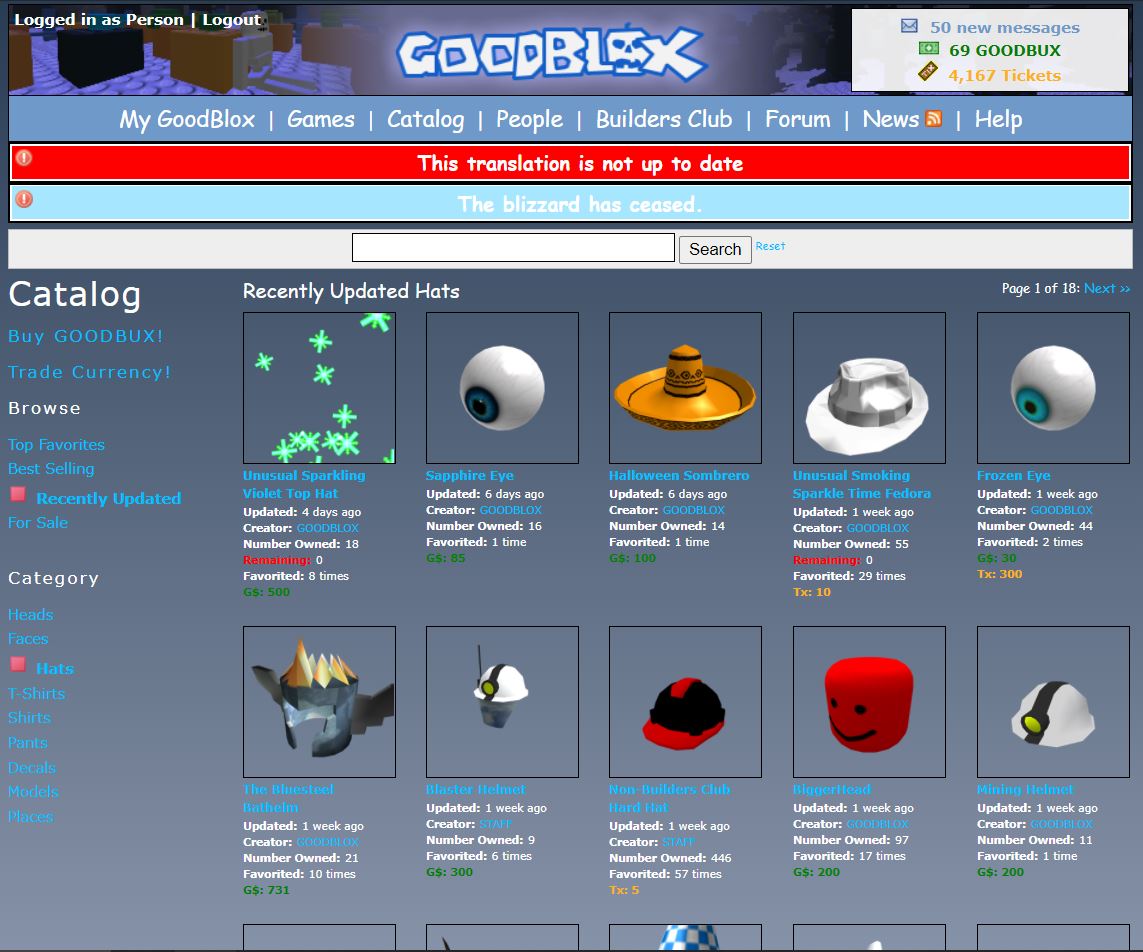 Logged in as Person | Logout
GOODBLOX
50 new messages
69 GOODBUX
4,167 Tickets
My GoodBlox | Games | Catalog | People | Builders Club | Forum | News | Help
This translation is not up to date
The blizzard has ceased.
Search Reset
Catalog
Buy GOODBUX!
Trade Currency!
Browse
Top Favorites
Best Selling
Recently Updated
For Sale
Category
Heads
Faces
Hats
T-Shirts
Shirts
Pants
Decals
Models
Places
Recently Updated Hats
Page 1 of 18: Next >>
Unusual Sparkling
Violet Top Hat
Updated: 4 days ago
Creator: GOODBLOX
Number Owned: 18
Remaining: 0
Favorited: 8 times
G$: 500
Sapphire Eye
Updated: 6 days ago
Creator: GOODBLOX
Number Owned: 16
Favorited: 1 time
G$: 85
Halloween Sombrero
Updated: 6 days ago
Creator: GOODBLOX
Number Owned: 14
Favorited: 1 time
G$: 100
Unusual Smoking
Sparkle Time Fedora
Updated: 1 week ago
Creator: GOODBLOX
Number Owned: 55
Remaining: 0
Favorited: 29 times
Tx: 10
Frozen Eye
Updated: 1 week ago
Creator: GOODBLOX
Number Owned: 44
Favorited: 2 times
G$: 30
Tx: 300
The Bluesteel
Bathelm
Updated: 1 week ago
Creator: GOODBLOX
Number Owned: 21
Favorited: 10 times
G$: 731
Blaster Helmet
Updated: 1 week ago
Creator: STAFF
Number Owned: 9
Favorited: 6 times
G$: 300
Non-Builders Club
Hard Hat
Updated: 1 week ago
Creator: STAFF
Number Owned: 446
Favorited: 57 times
Tx: 5
BiggerHead
Updated: 1 week ago
Creator: GOODBLOX
Number Owned: 97
Favorited: 17 times
G$: 200
Mining Helmet
Updated: 1 week ago
Creator: GOODBLOX
Number Owned: 11
Favorited: 1 time
G$: 200